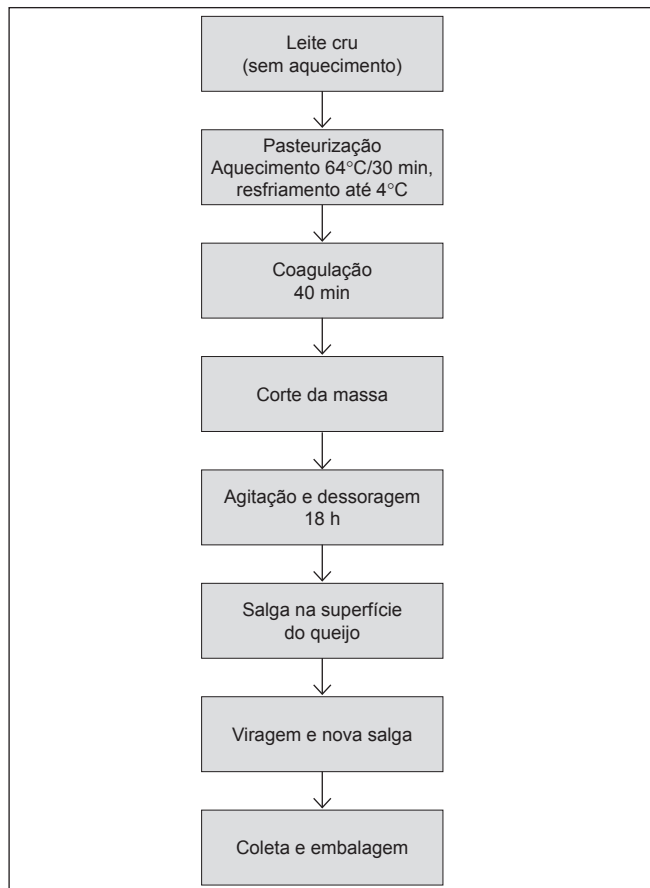 Leite cru
(sem aquecimento)
Pasteurização
Aquecimento 64°C/30 min,
resfriamento até 4°C
Coagulação
40 min
Corte da massa
Agitação e dessoragem
18 h
Salga na superfície
do queijo
Viragem e nova salga
Coleta e embalagem